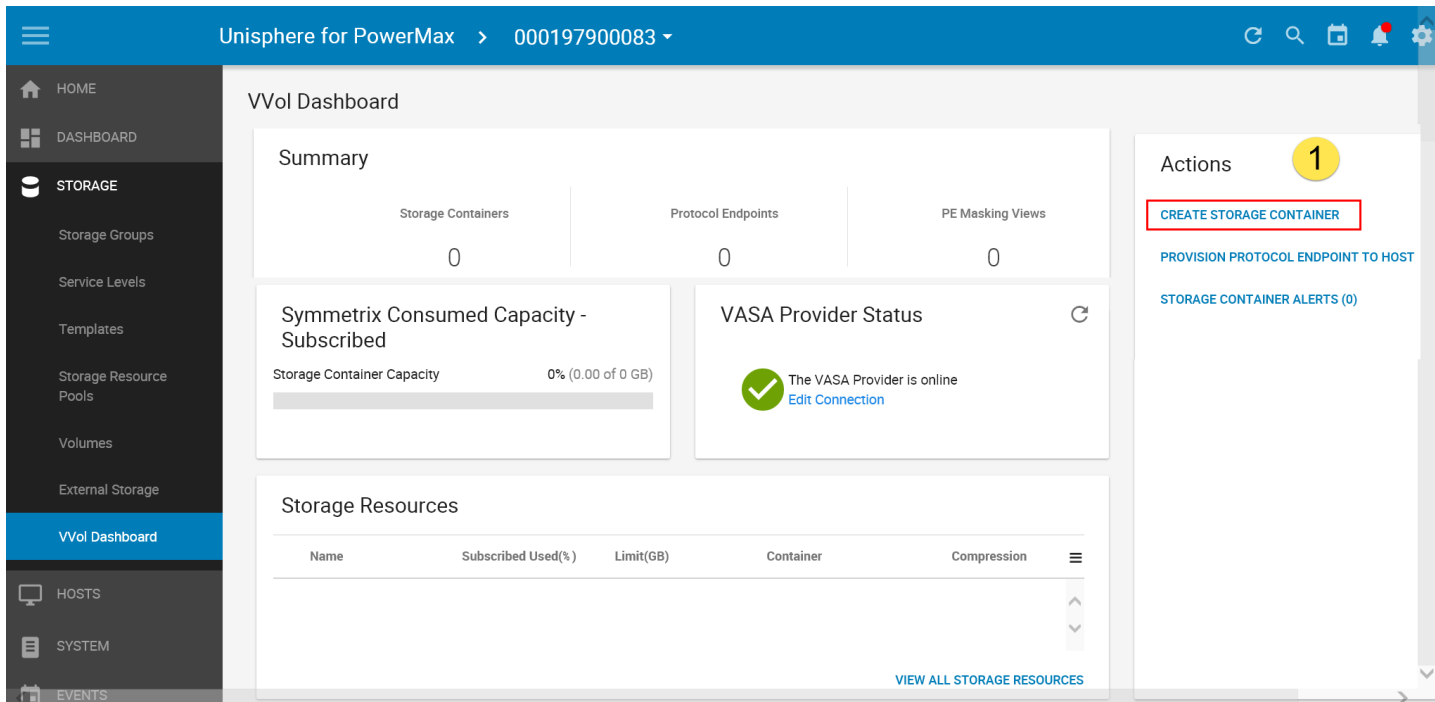 Unisphere for PowerMax > 000197900083
HOME
DASHBOARD
STORAGE
Storage Groups
Service Levels
Templates
Storage Resource
Pools
Volumes
External Storage
VVol Dashboard
HOSTS
SYSTEM
EVENTS
VVol Dashboard
Summary
Storage Containers
0
Protocol Endpoints
0
PE Masking Views
0
Symmetrix Consumed Capacity -
Subscribed
Storage Container Capacity 0% (0.00 of 0 GB)
VASA Provider Status
The VASA Provider is online
Edit Connection
Storage Resources
Name Subscribed Used(%) Limit(GB) Container Compression
VIEW ALL STORAGE RESOURCES
Actions 1
CREATE STORAGE CONTAINER
PROVISION PROTOCOL ENDPOINT TO HOST
STORAGE CONTAINER ALERTS (0)